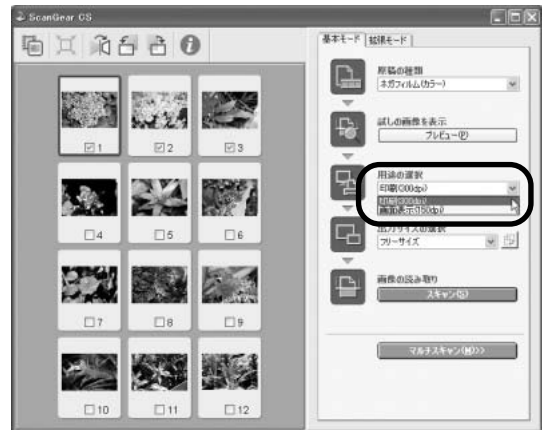 ScanGear CS
基本モード
拡張モード
原稿の種類
ネガフィルム(カラー)
試しの画像を表示
プレビュー(P)
用途の選択
印刷(300dpi)
印刷(300dpi)
画面表示(150dpi)
出力サイズの選択
フリーサイズ
画像の読み取り
スキャン(S)
マルチスキャン(M)>>
1
2
3
4
5
6
7
8
9
10
11
12